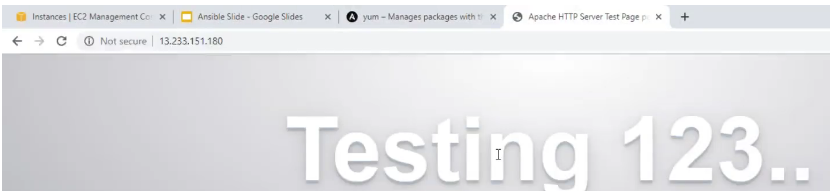 Instances | EC2 Management Co
Ansible Slide - Google Slides
yum – Manages packages with t
Apache HTTP Server Test Page p
Not secure | 13.233.151.180
Testing 123..